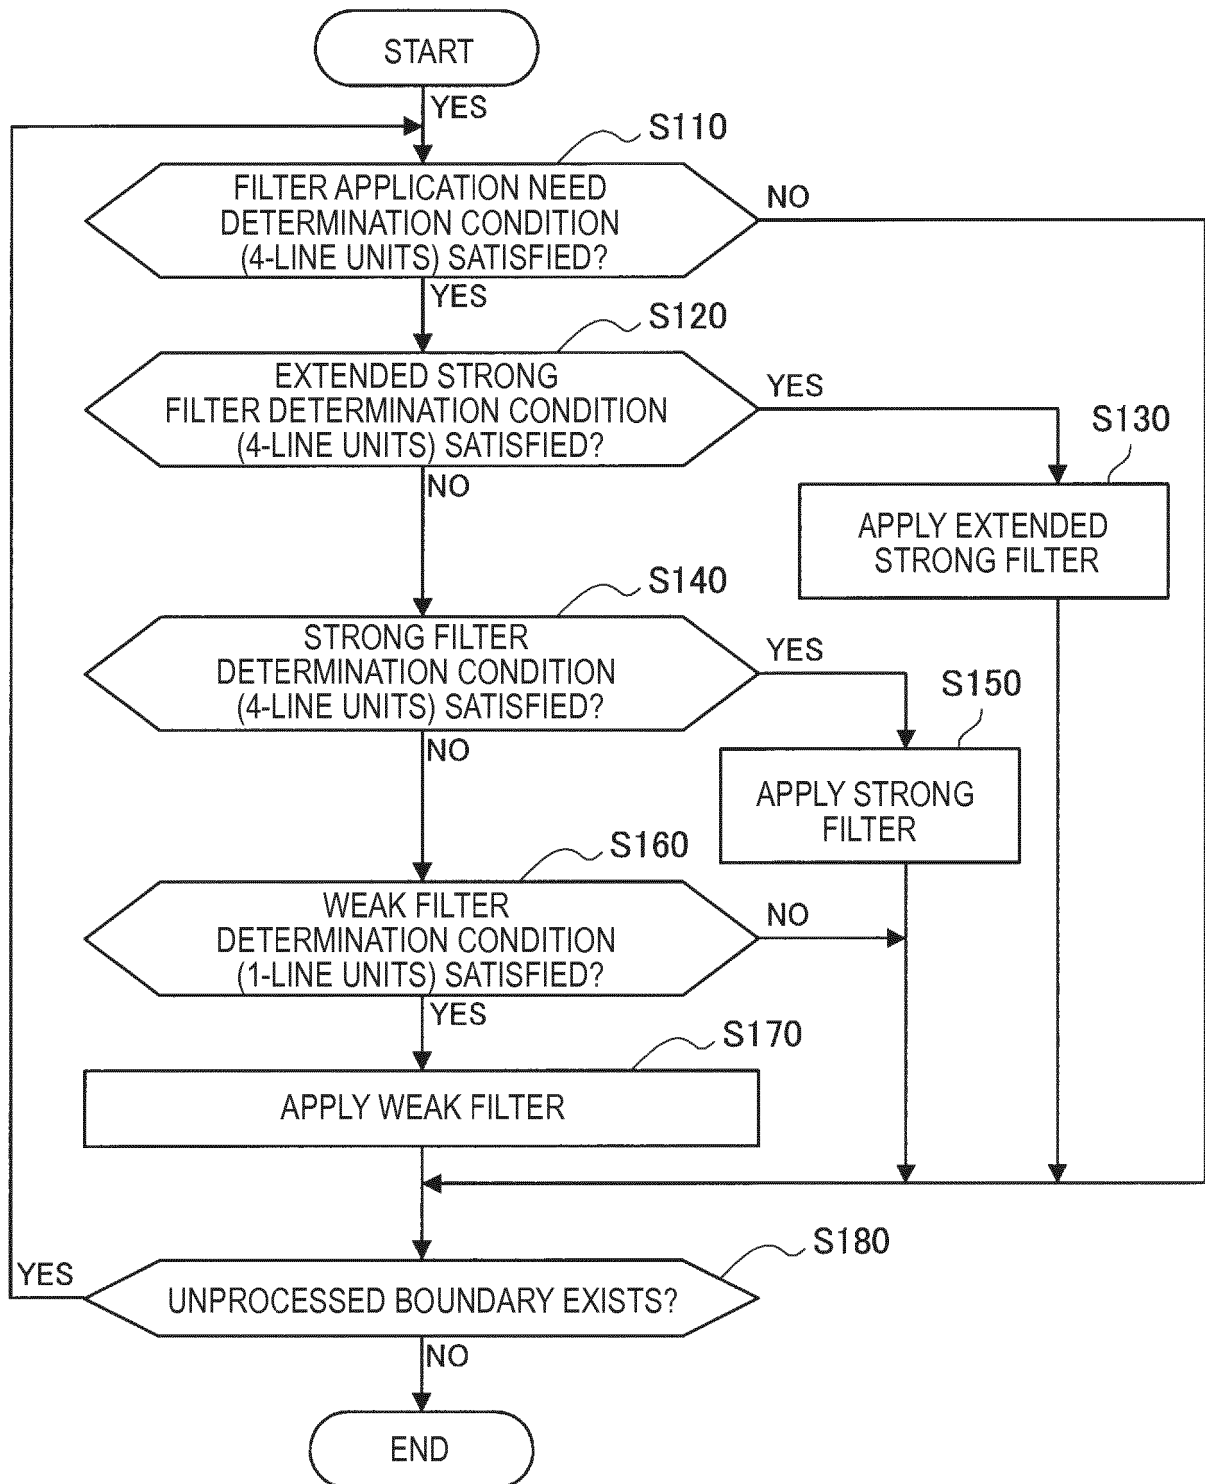 START
YES
S110
FILTER APPLICATION NEED
DETERMINATION CONDITION
(4-LINE UNITS) SATISFIED?
NO
YES
S120
EXTENDED STRONG
FILTER DETERMINATION CONDITION
(4-LINE UNITS) SATISFIED?
YES
NO
S130
APPLY EXTENDED
STRONG FILTER
S140
STRONG FILTER
DETERMINATION CONDITION
(4-LINE UNITS) SATISFIED?
YES
NO
S150
APPLY STRONG
FILTER
S160
WEAK FILTER
DETERMINATION CONDITION
(1-LINE UNITS) SATISFIED?
NO
YES
S170
APPLY WEAK FILTER
S180
UNPROCESSED BOUNDARY EXISTS?
YES
NO
END